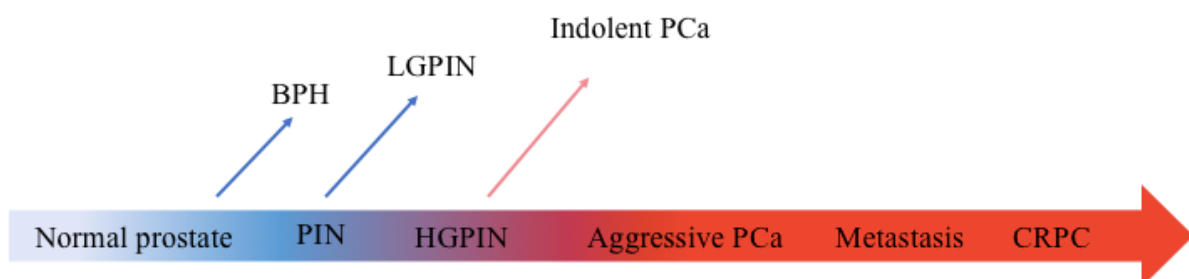 Indolent PCa
LGPIN
BPH
Normal prostate PIN HGPIN Aggressive PCa Metastasis CRPC